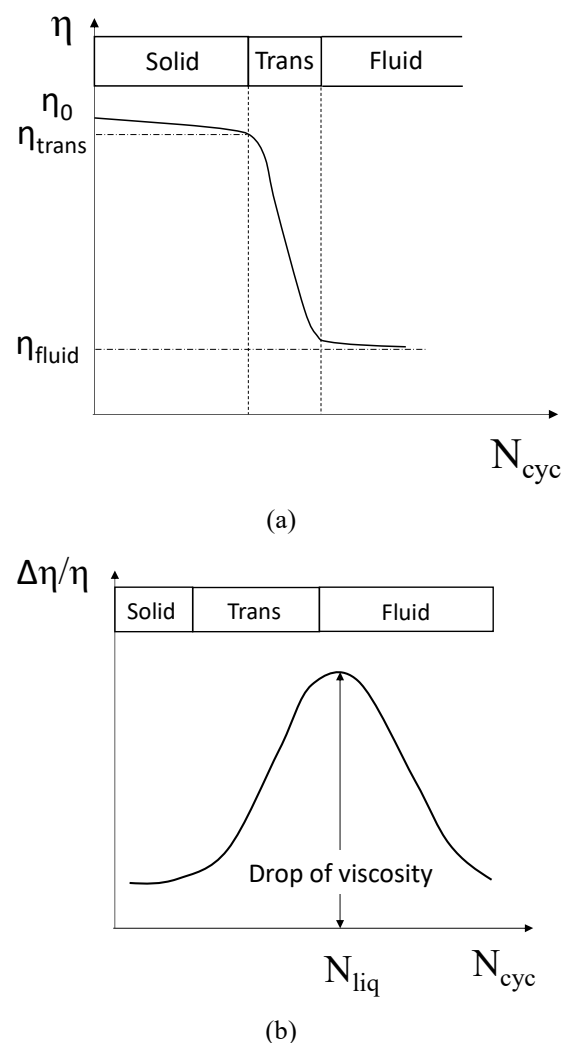 η
Solid Trans Fluid
η0
ηtrans
ηfluid
Ncyc
(a)
Δη/η
Solid Trans Fluid
Drop of viscosity
Nliq Ncyc
(b)